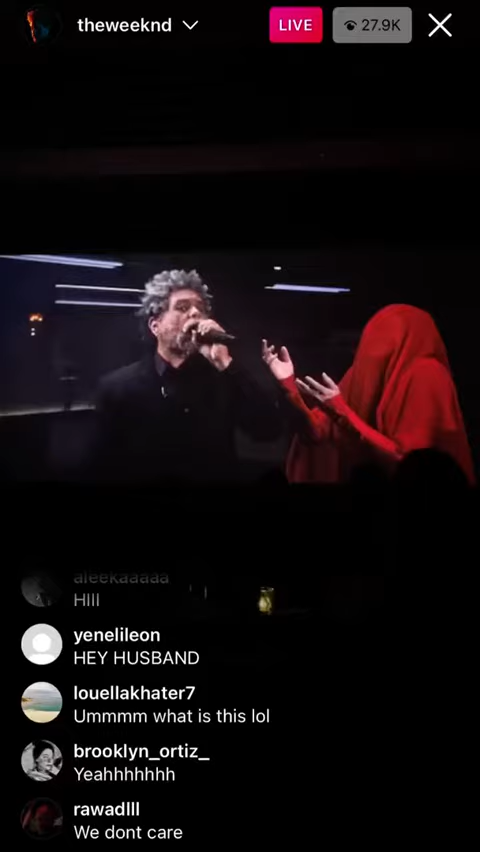 theweeknd
LIVE
27.9K
aleekaaaaa
HIII
yenelileon
HEY HUSBAND
louellakhater7
Ummmm what is this lol
brooklyn_ortiz_
Yeahhhhhhh
rawadlll
We dont care